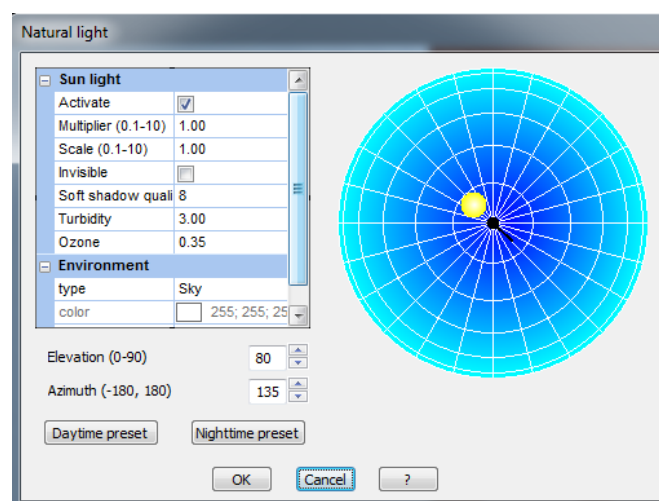 Natural light
Sun light
Activate
Multiplier (0.1-10) 1.00
Scale (0.1-10) 1.00
Invisible
Soft shadow quali 8
Turbidity 3.00
Ozone 0.35
Environment
type Sky
color 255; 255; 25
Elevation (0-90) 80
Azimuth (-180, 180) 135
Daytime preset Nighttime preset
OK Cancel ?